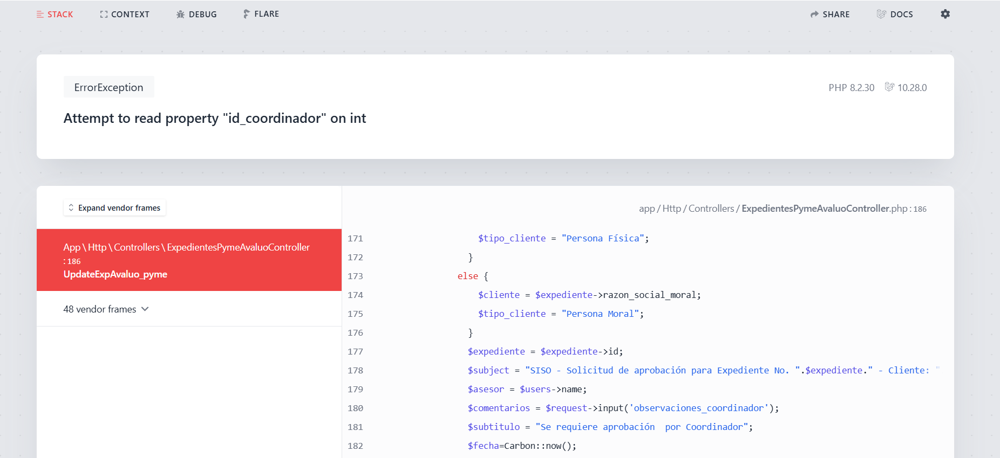 STACK CONTEXT DEBUG FLARE SHARE DOCS
ErrorException
PHP 8.2.30 10.28.0
Attempt to read property "id_coordinador" on int
Expand vendor frames
App \ Http \ Controllers \ ExpedientesPymeAvaluoController
: 186
UpdateExpAvaluo_pyme
48 vendor frames
app / Http / Controllers / ExpedientesPymeAvaluoController.php : 186
171 $tipo_cliente = "Persona Física";
172 }
173 else {
174 $cliente = $expediente->razon_social_moral;
175 $tipo_cliente = "Persona Moral";
176 }
177 $expediente = $expediente->id;
178 $subject = "SISO - Solicitud de aprobación para Expediente No. ".$expediente." - Cliente: "
179 $asesor = $users->name;
180 $comentarios = $request->input('observaciones_coordinador');
181 $subtitulo = "Se requiere aprobación  por Coordinador";
182 $fecha=Carbon::now();